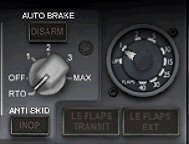 AUTO BRAKE
DISARM
1 2 3
OFF MAX
RTO
ANTI SKID
INOP
UP
FLAPS
LE FLAPS
TRANSIT
LE FLAPS
EXT